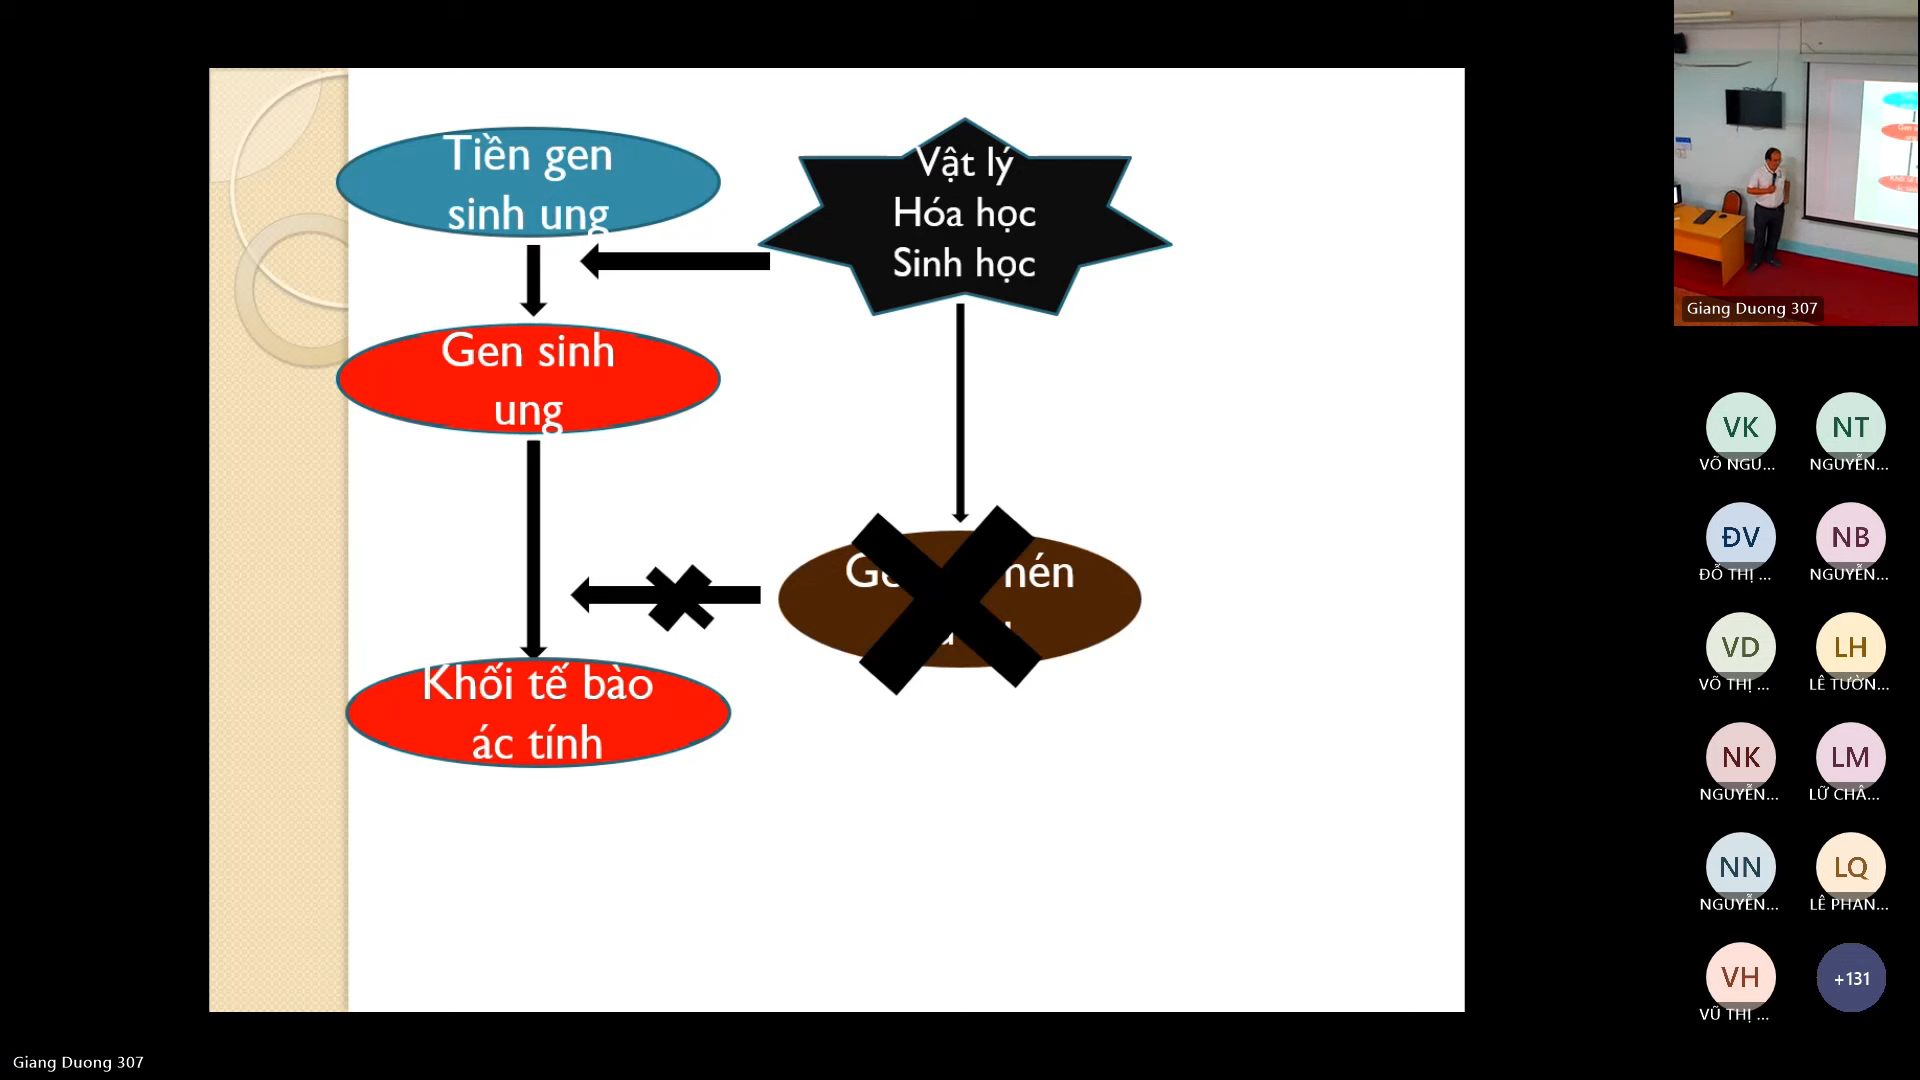 Tiền gen
sinh ung
Vật lý
Hóa học
Sinh học
Gen sinh
ung
Khối tế bào
ác tính
Giang Duong 307
VK
VÕ NGU...
NT
NGUYỄN...
ĐV
ĐỖ THỊ ...
NB
NGUYỄN...
VD
VÕ THỊ ...
LH
LÊ TƯỜN...
NK
NGUYỄN...
LM
LỮ CHÂ...
NN
NGUYỄN...
LQ
LÊ PHAN...
VH
VŨ THỊ ...
+131
Giang Duong 307